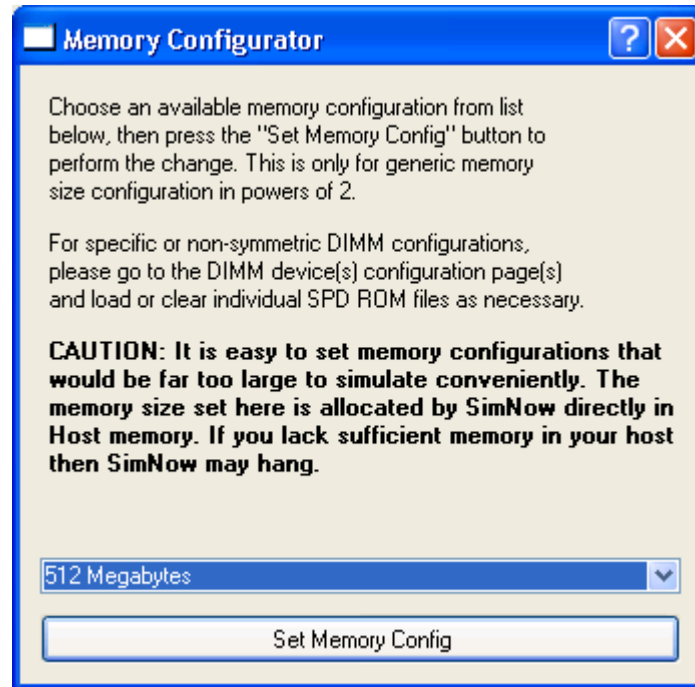 Memory Configurator
Choose an available memory configuration from list
below, then press the "Set Memory Config" button to
perform the change. This is only for generic memory
size configuration in powers of 2.
For specific or non-symmetric DIMM configurations,
please go to the DIMM device(s) configuration page(s)
and load or clear individual SPD ROM files as necessary.
CAUTION: It is easy to set memory configurations that
would be far too large to simulate conveniently. The
memory size set here is allocated by SimNow directly in
Host memory. If you lack sufficient memory in your host
then SimNow may hang.
512 Megabytes
Set Memory Config